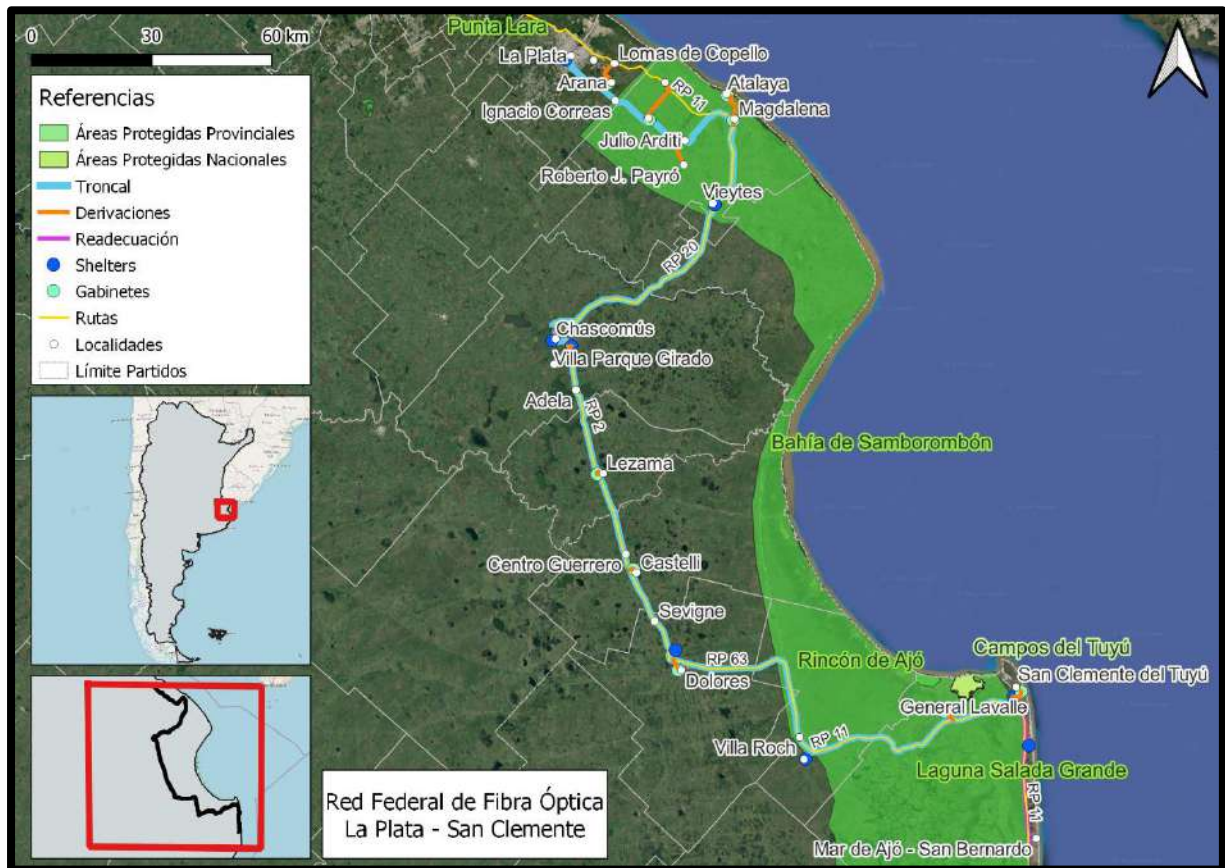 0 30 60 km
Referencias
Áreas Protegidas Provinciales
Áreas Protegidas Nacionales
Troncal
Derivaciones
Readecuación
Shelters
Gabinetes
Rutas
Localidades
Límite Partidos
Punta Lara
La Plata
Lomas de Copello
Arana
Atalaya
Ignacio Correas
RP 11
Magdalena
Julio Arditi
Roberto J. Payró
Vieytes
RP 20
Chascomús
Villa Parque Girado
Adela
RP 2
Bahía de Samborombón
Lezama
Centro Guerrero
Castelli
Sevigne
RP 63
Dolores
Rincón de Ajó
Campos del Tuyú
San Clemente del Tuyú
General Lavalle
Villa Roch
RP 11
Laguna Salada Grande
RP 11
Mar de Ajó - San Bernardo
Red Federal de Fibra Óptica
La Plata - San Clemente